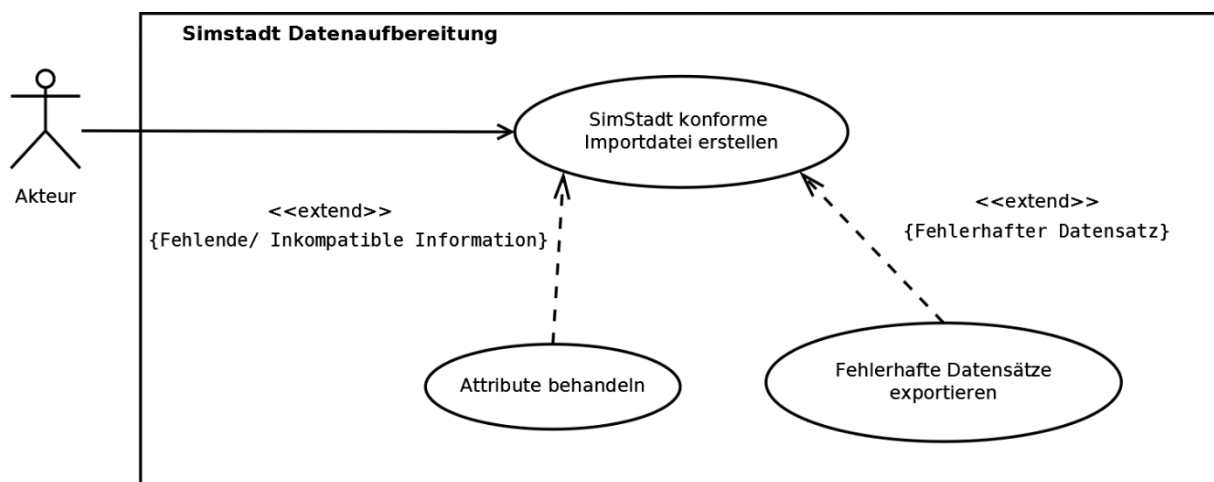 Simstadt Datenaufbereitung
SimStadt konforme
Importdatei erstellen
Akteur
<<extend>>
{Fehlende/ Inkompatible Information}
<<extend>>
{Fehlerhafter Datensatz}
Attribute behandeln
Fehlerhafte Datensätze
exportieren